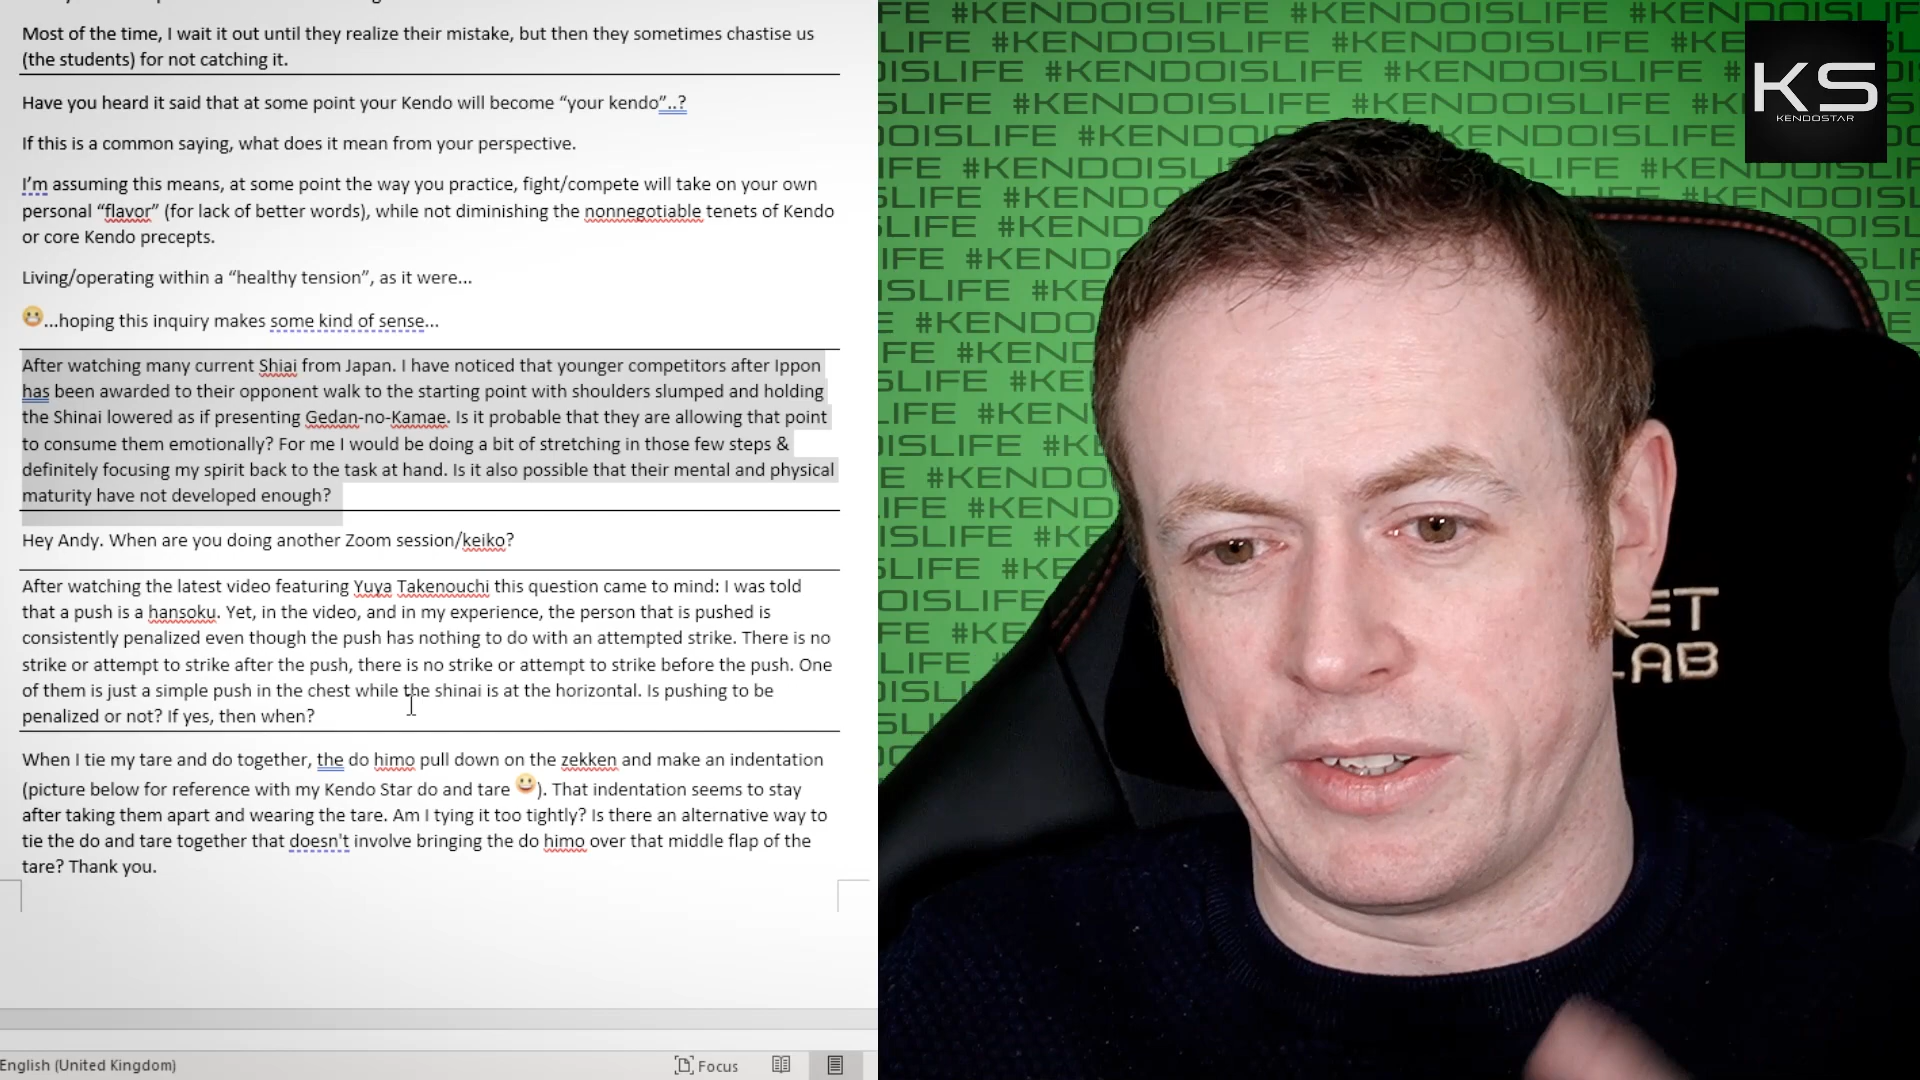 Most of the time, I wait it out until they realize their mistake, but then they sometimes chastise us
(the students) for not catching it.
Have you heard it said that at some point your Kendo will become “your kendo”..?
If this is a common saying, what does it mean from your perspective.
I’m assuming this means, at some point the way you practice, fight/compete will take on your own
personal “flavor” (for lack of better words), while not diminishing the nonnegotiable tenets of Kendo
or core Kendo precepts.
Living/operating within a “healthy tension”, as it were...
...hoping this inquiry makes some kind of sense...
After watching many current Shiai from Japan. I have noticed that younger competitors after Ippon
has been awarded to their opponent walk to the starting point with shoulders slumped and holding
the Shinai lowered as if presenting Gedan-no-Kamae. Is it probable that they are allowing that point
to consume them emotionally? For me I would be doing a bit of stretching in those few steps &
definitely focusing my spirit back to the task at hand. Is it also possible that their mental and physical
maturity have not developed enough?
Hey Andy. When are you doing another Zoom session/keiko?
After watching the latest video featuring Yuya Takenouchi this question came to mind: I was told
that a push is a hansoku. Yet, in the video, and in my experience, the person that is pushed is
consistently penalized even though the push has nothing to do with an attempted strike. There is no
strike or attempt to strike after the push, there is no strike or attempt to strike before the push. One
of them is just a simple push in the chest while the shinai is at the horizontal. Is pushing to be
penalized or not? If yes, then when?
When I tie my tare and do together, the do himo pull down on the zekken and make an indentation
(picture below for reference with my Kendo Star do and tare ). That indentation seems to stay
after taking them apart and wearing the tare. Am I tying it too tightly? Is there an alternative way to
tie the do and tare together that doesn't involve bringing the do himo over that middle flap of the
tare? Thank you.
English (United Kingdom)
Focus
KS
KENDOSTAR
#KENDOISLIFE #KENDOISLIFE #KENDOISLIFE
ET
LAB